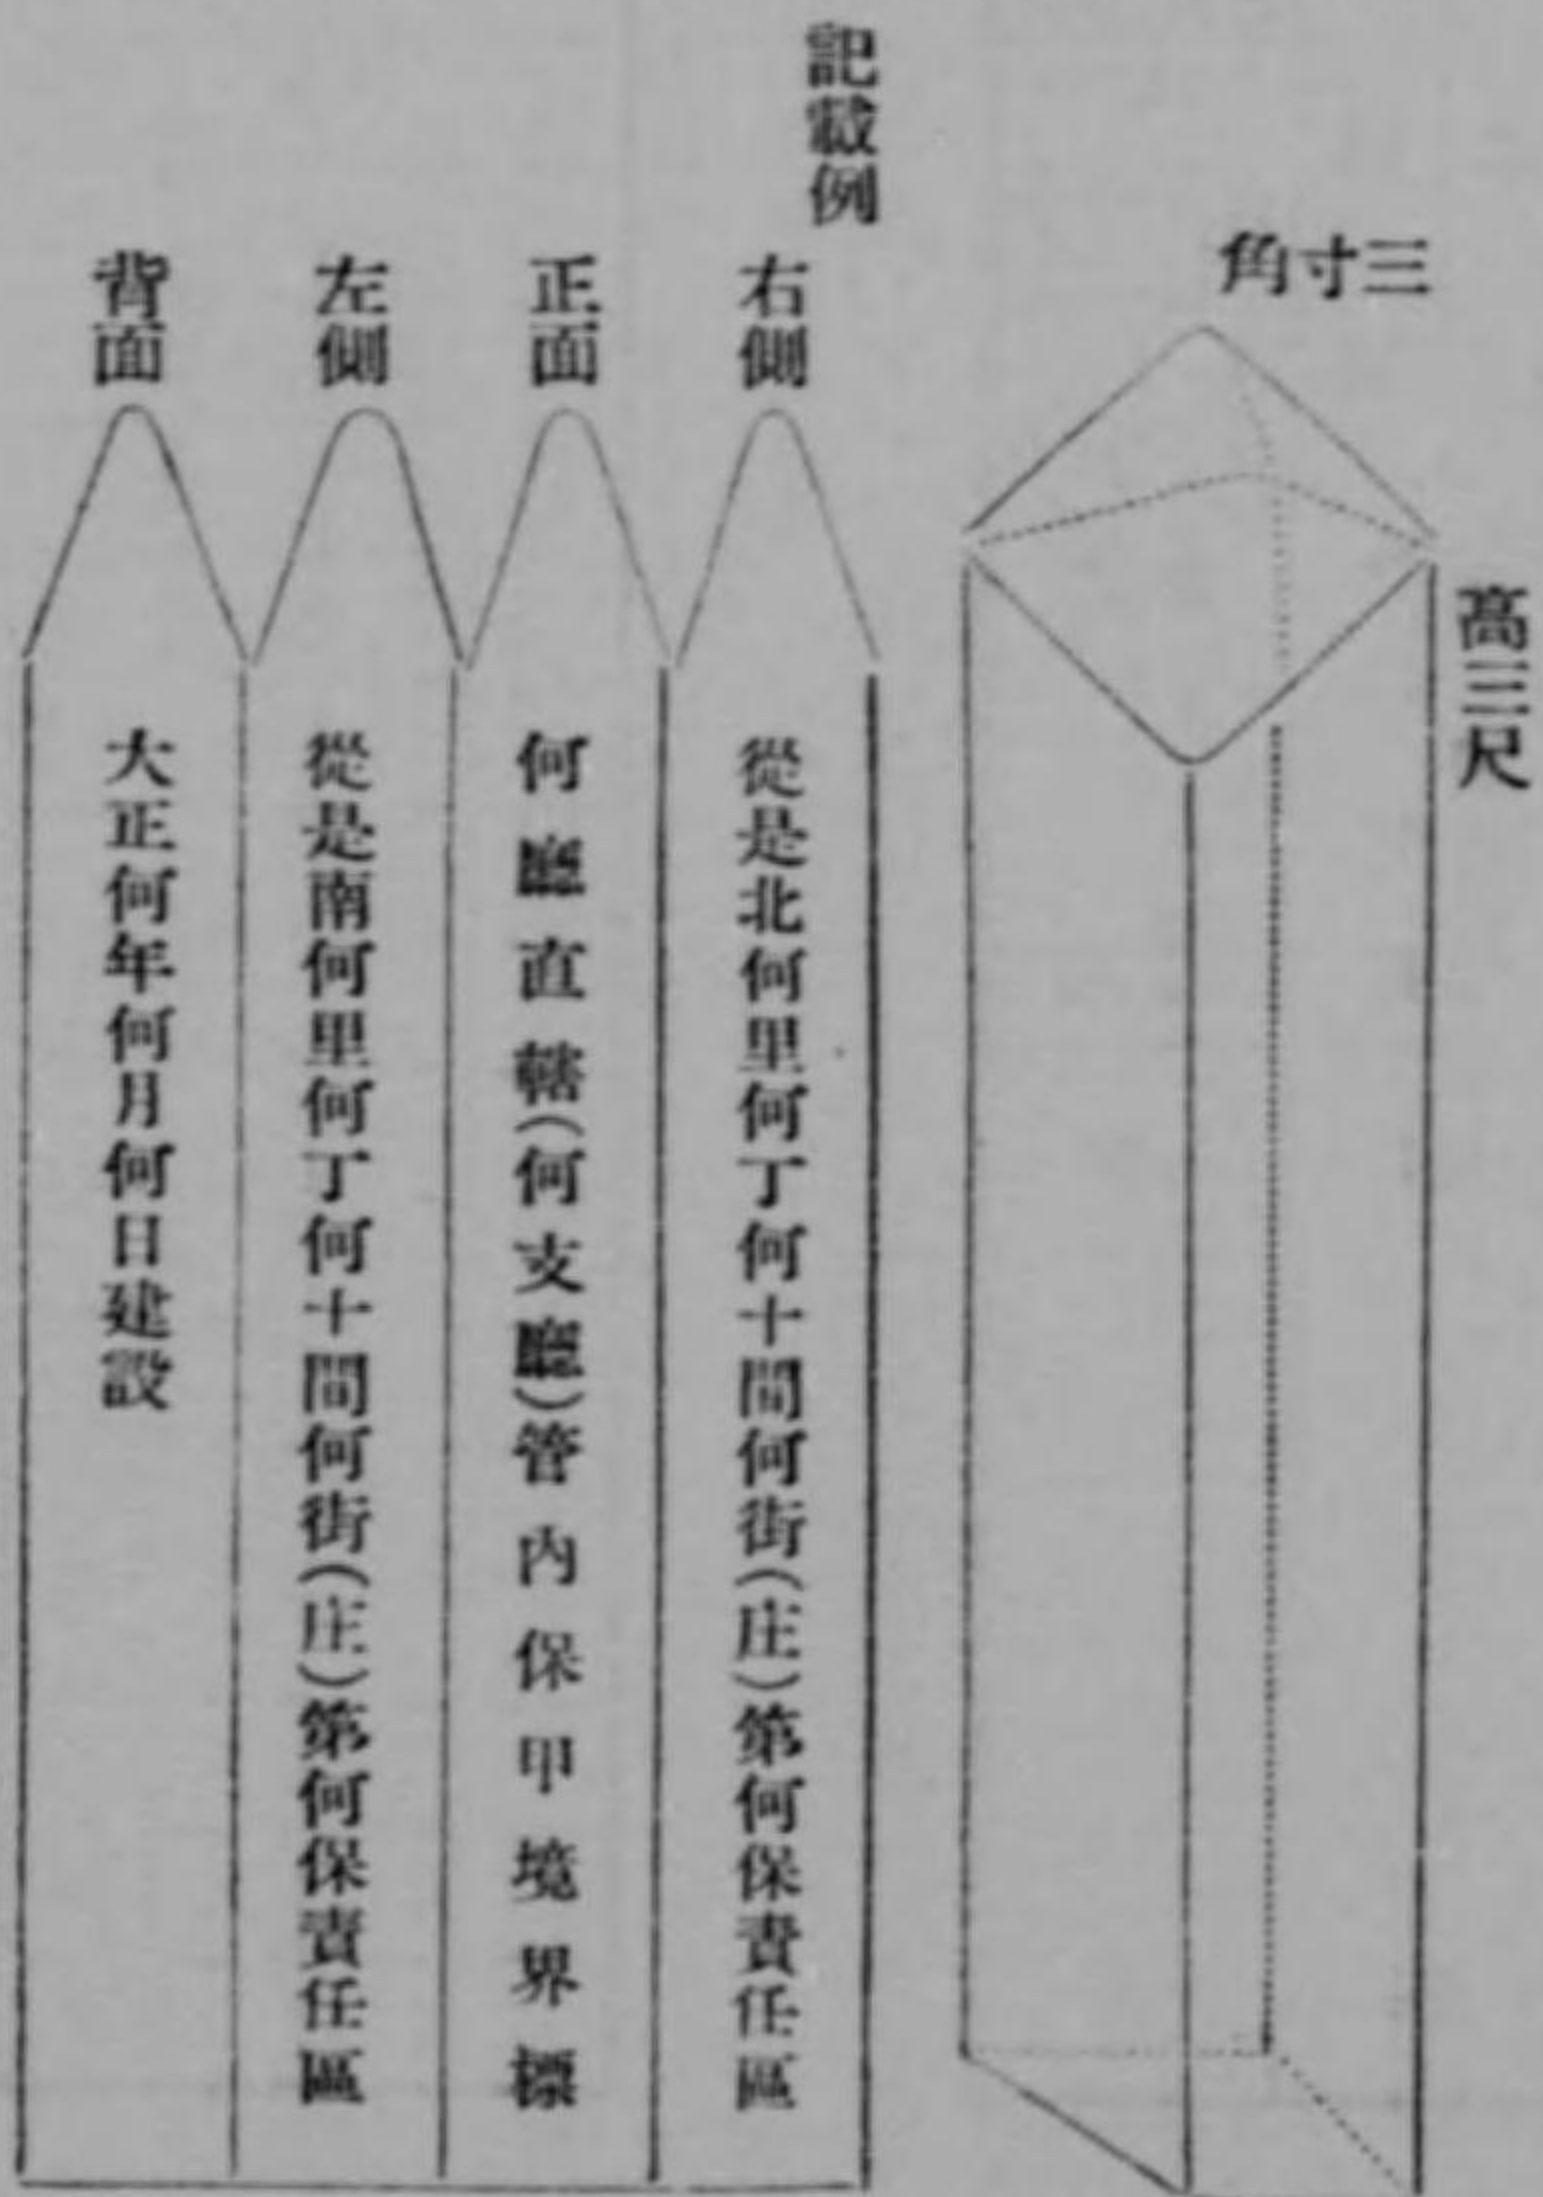 三寸角
高三尺
記載例
右側
從是北何里何丁何十間何街(庄)第何保責任區
正面
何廳直轄(何支廳)管內保甲境界標
左側
從是南何里何丁何十間何街(庄)第何保責任區
背面
大正何年何月何日建設